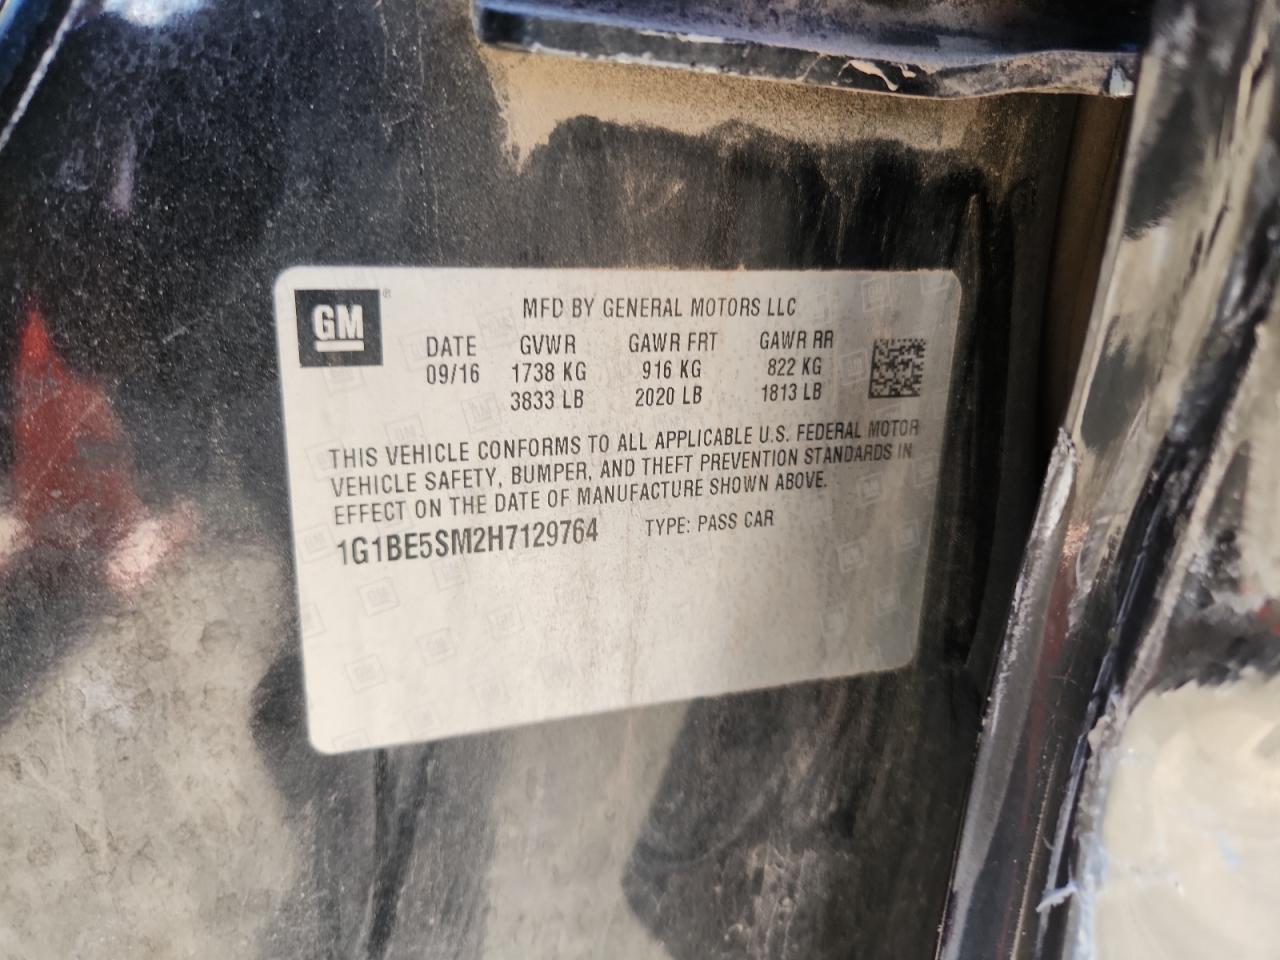 GM
MFD BY GENERAL MOTORS LLC
DATE GVWR GAWR FRT GAWR RR
09/16 1738 KG 916 KG 822 KG
3833 LB 2020 LB 1813 LB
THIS VEHICLE CONFORMS TO ALL APPLICABLE U.S. FEDERAL MOTOR
VEHICLE SAFETY, BUMPER, AND THEFT PREVENTION STANDARDS IN
EFFECT ON THE DATE OF MANUFACTURE SHOWN ABOVE.
1G1BE5SM2H7129764 TYPE: PASS CAR